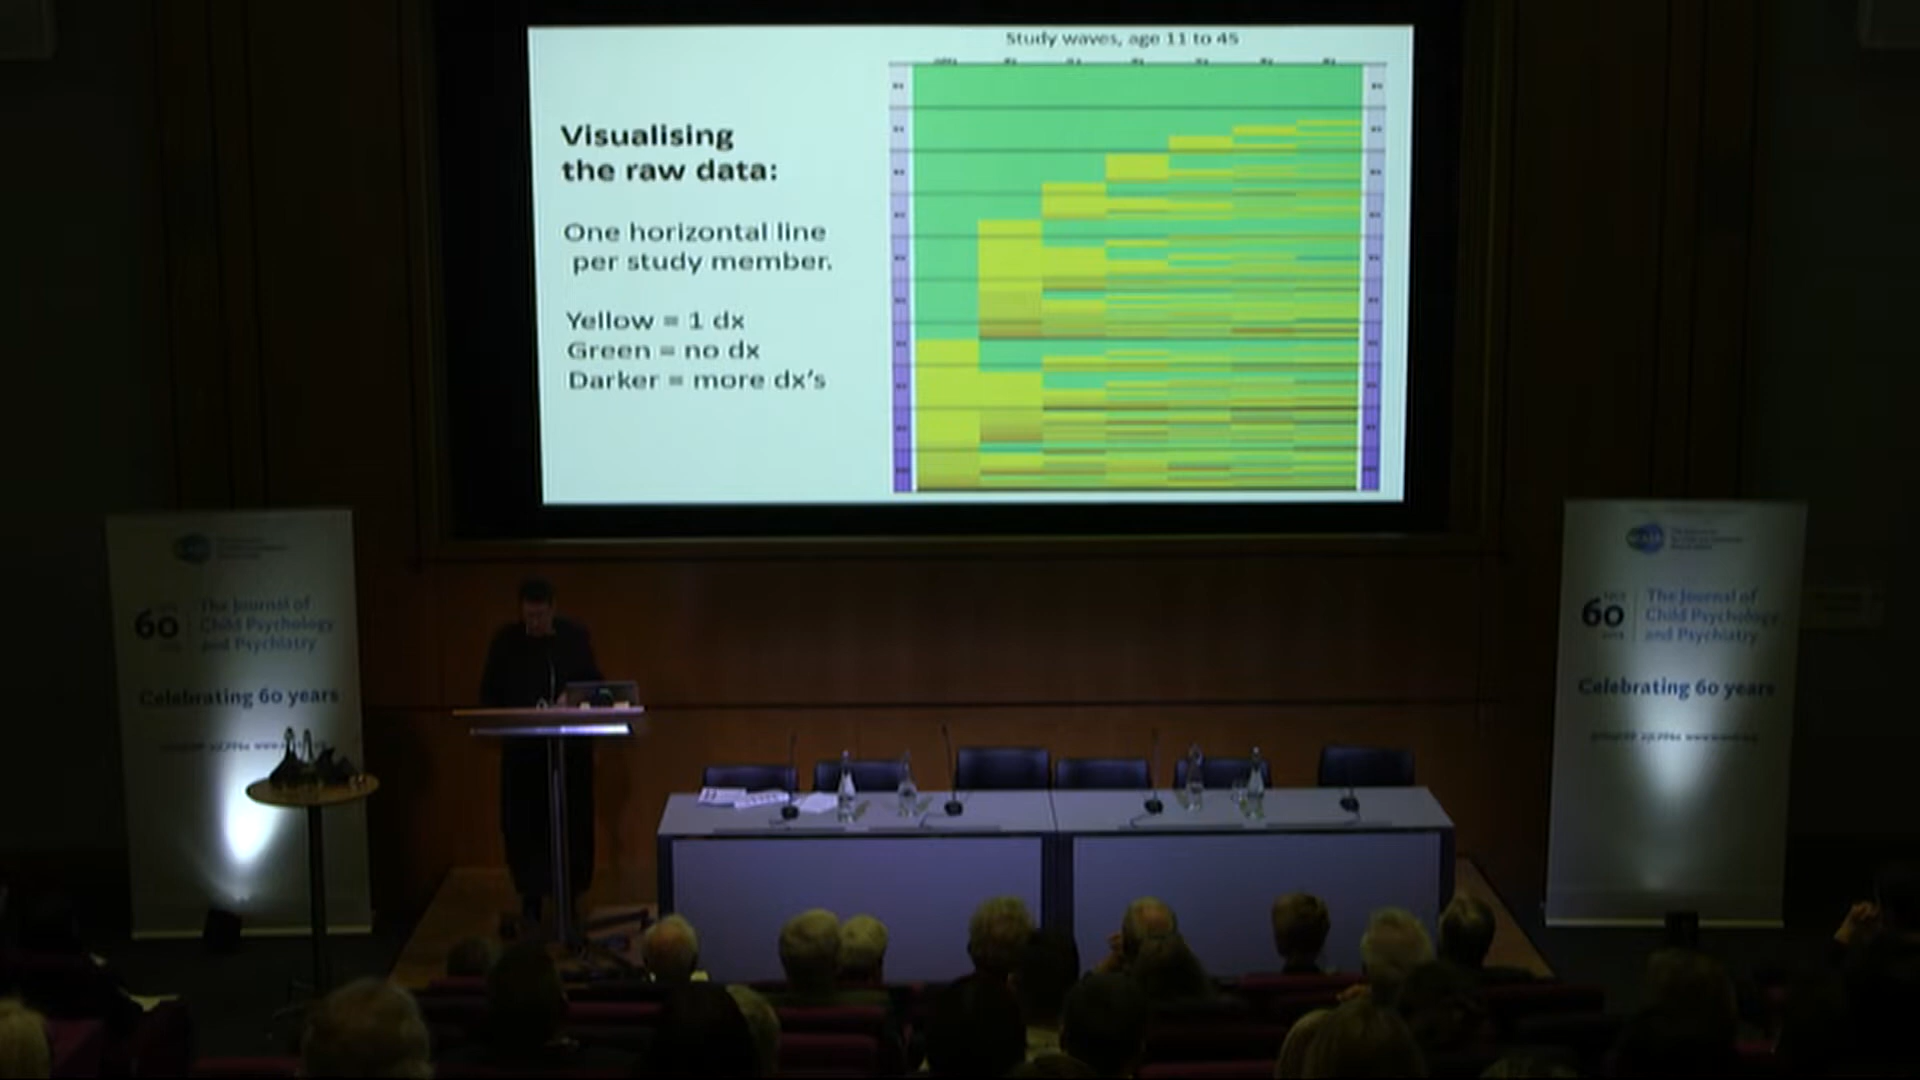 Study waves, age 11 to 45
Visualising
the raw data:
One horizontal line
per study member.
Yellow = 1 dx
Green = no dx
Darker = more dx's
60
The Journal of
Child Psychology
and Psychiatry
Celebrating 60 years
60
The Journal of
Child Psychology
and Psychiatry
Celebrating 60 years